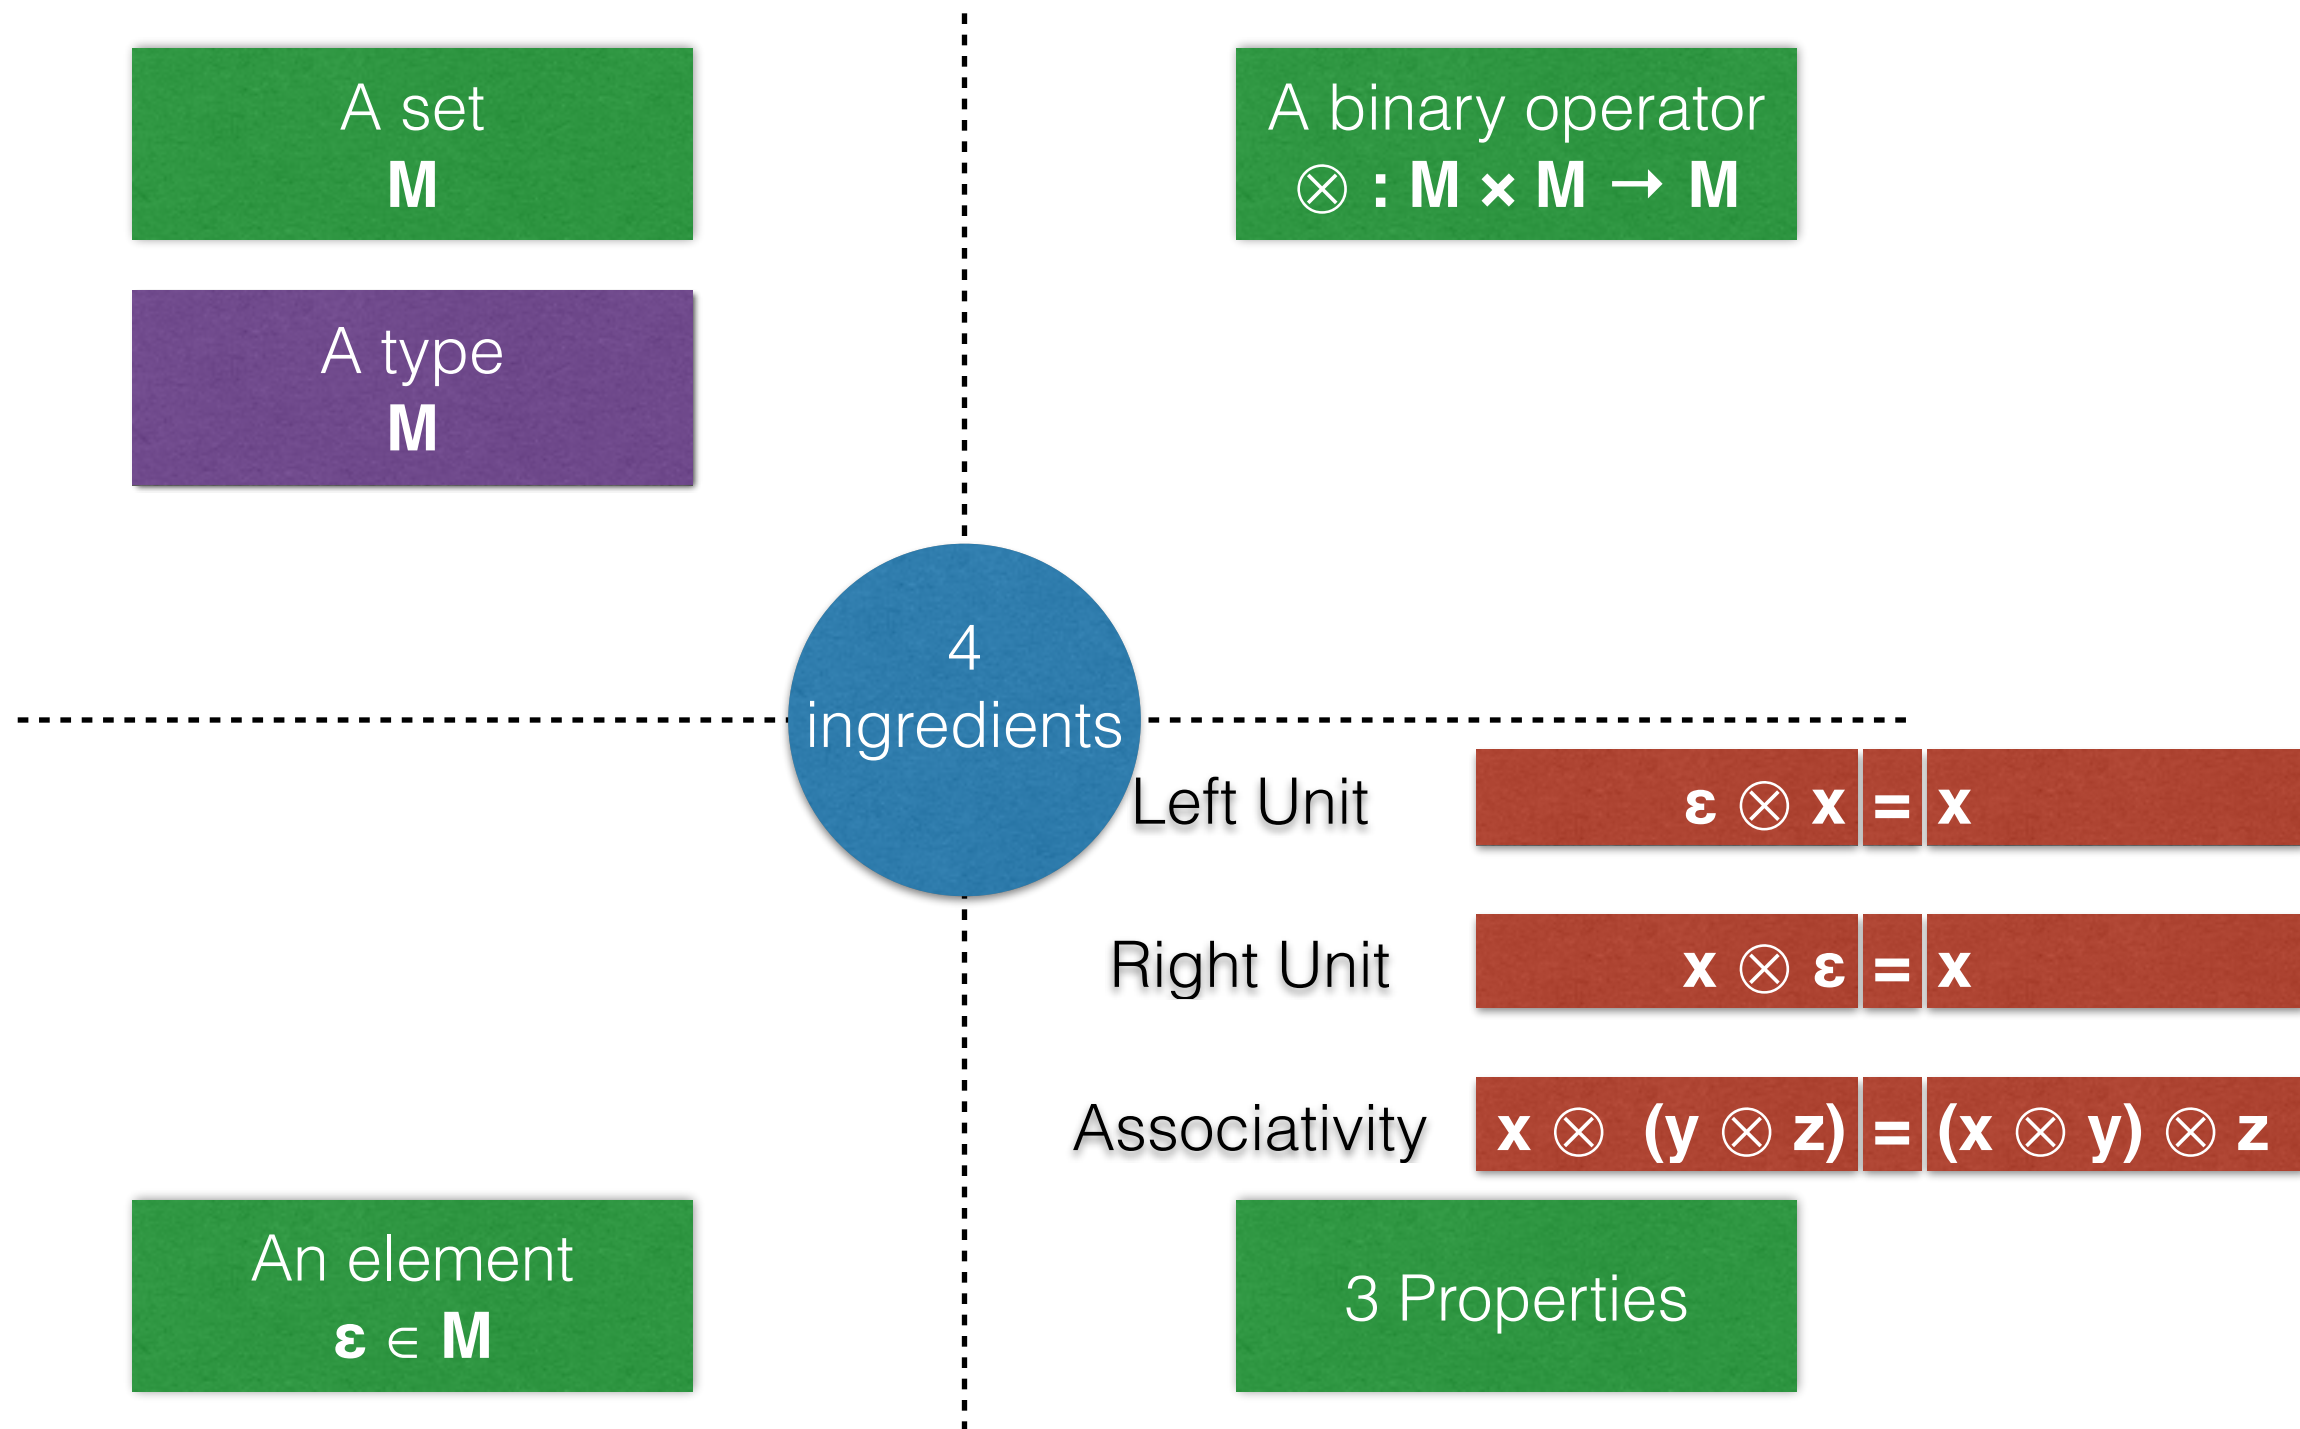 A set
M
A binary operator
⊗ : M × M → M
A type
M
4
ingredients
Left Unit ε ⊗ x = x
Right Unit x ⊗ ε = x
Associativity x ⊗ (y ⊗ z) = (x ⊗ y) ⊗ z
An element
ε ∈ M
3 Properties